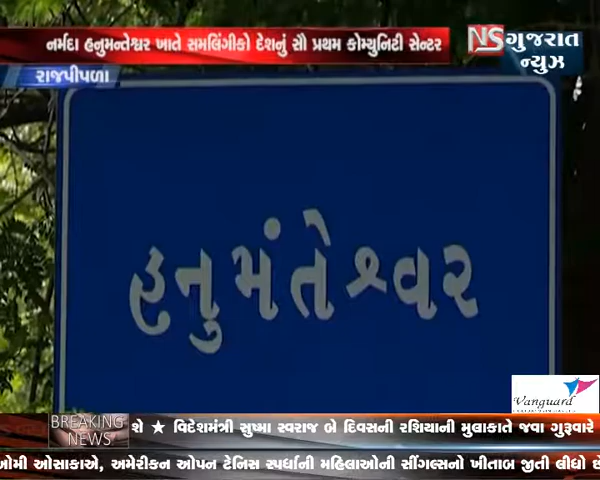 નર્મદા હનુમન્તેશ્વર ખાતે સમલિંગીકો દેશનું સૌ પ્રથમ કોમ્યુનિટી સેન્ટર
NS ગુજરાત ન્યુઝ
રાજપીપળા
હનુમંતેશ્વર
Vanguard
BREAKING NEWS
શે ★ વિદેશમંત્રી સુષ્મા સ્વરાજ બે દિવસની રશિયાની મુલાકાતે જવા ગુરૂવારે
ઓમી ઓસાકાએ, અમેરીકન ઓપન ટેનિસ સ્પર્ધાની મહિલાઓની સીંગલ્સનો ખીતાબ જીતી લીધો છે